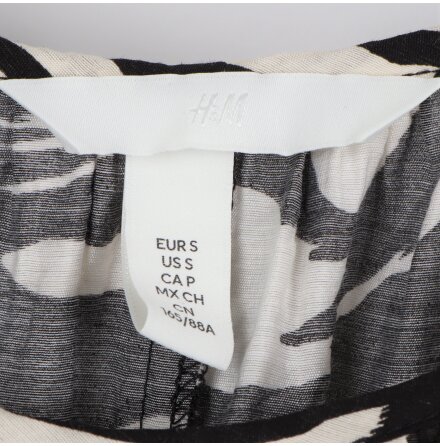 H&M
EUR S
US S
CA P
MX CH
CN
165/88A